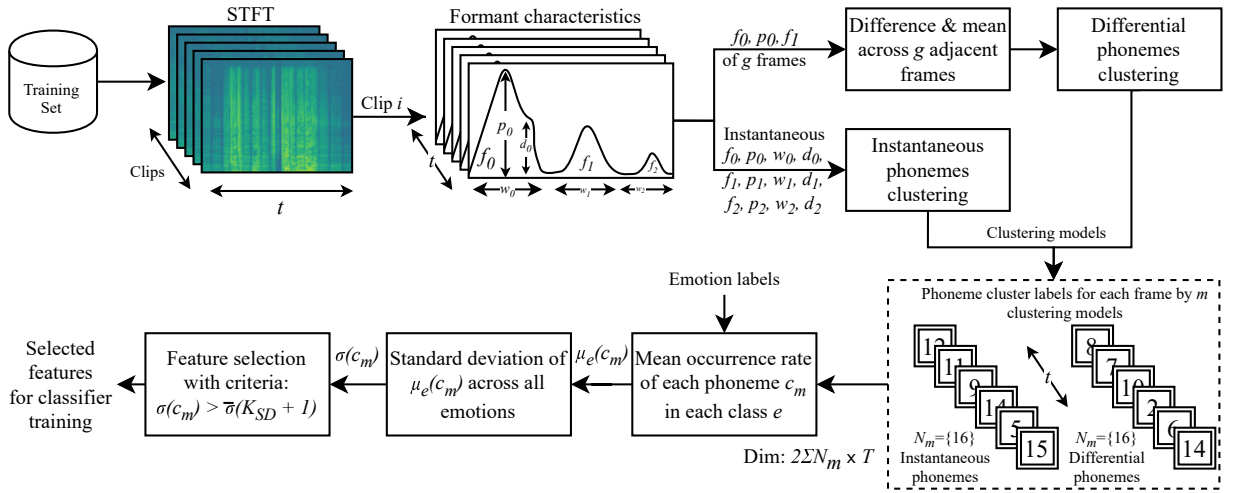 STFT
Training
Set
Clips
t
Clip i
Formant characteristics
p0
d0
f0
f1
f2
t
w0
w1
w2
f0, p0, f1
of g frames
Difference & mean
across g adjacent
frames
Differential
phonemes
clustering
Instantaneous
f0, p0, w0, d0,
f1, p1, w1, d1,
f2, p2, w2, d2
Instantaneous
phonemes
clustering
Clustering models
Phoneme cluster labels for each frame by m
clustering models
12
11
9
14
5
15
t
8
7
10
2
6
14
Nm={16}
Instantaneous
phonemes
Nm={16}
Differential
phonemes
Emotion labels
Mean occurrence rate
of each phoneme cm
in each class e
Dim: 2ΣNm x T
μe(cm)
Standard deviation of
μe(cm) across all
emotions
σ(cm)
Feature selection
with criteria:
σ(cm) > σ̅(KSD + 1)
Selected
features
for classifier
training